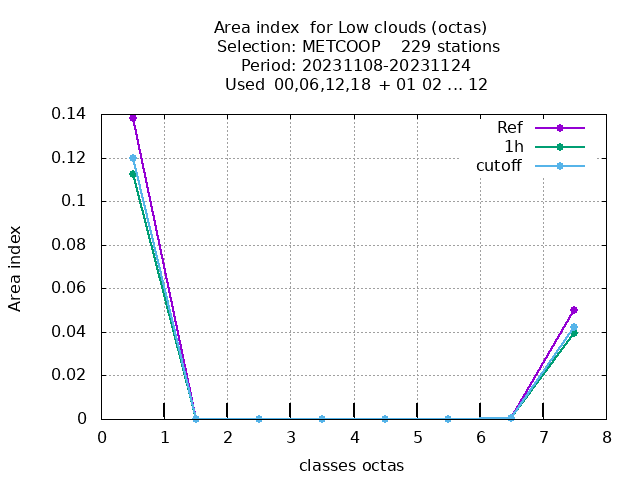 Area index  for Low clouds (octas)
Selection: METCOOP    229 stations
Period: 20231108-20231124
Used  00,06,12,18 + 01 02 ... 12
Ref
1h
cutoff
0.14
0.12
0.1
0.08
0.06
0.04
0.02
0
Area index
0 1 2 3 4 5 6 7 8
classes octas